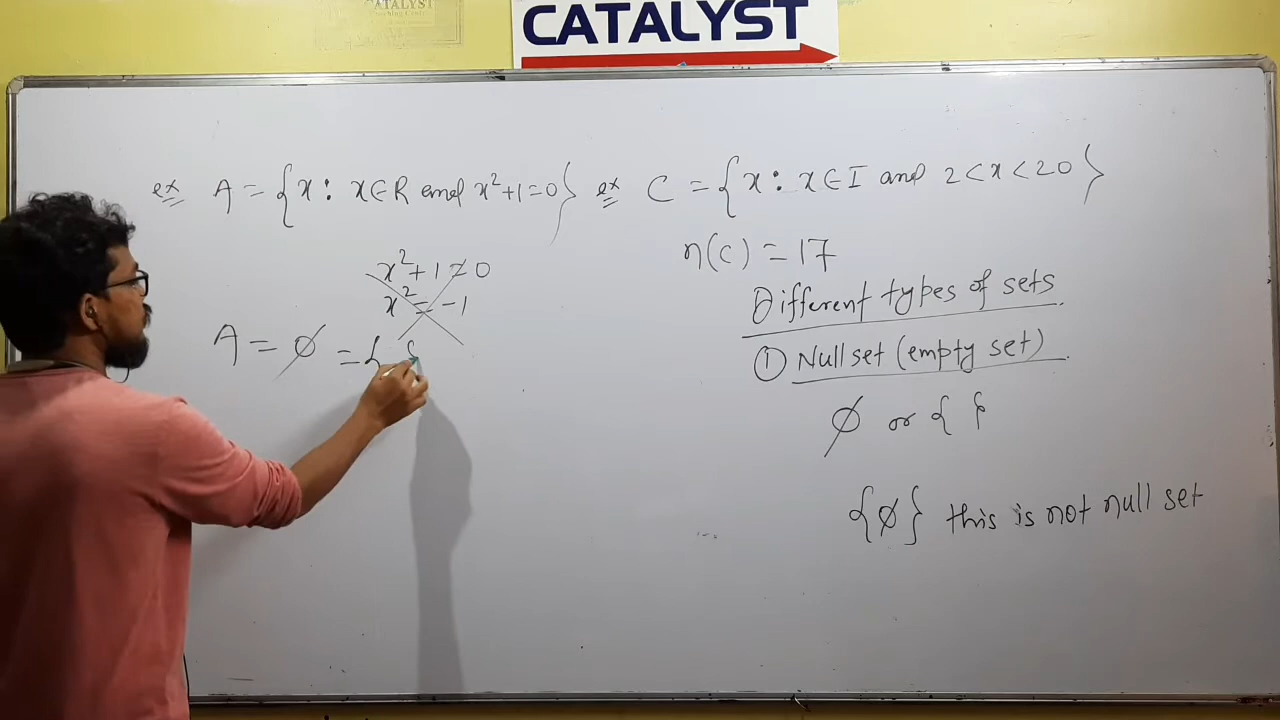 CATALYST
CATALYST
ex A = {x : x∈R and x²+1=0} ex C = {x : x∈I and 2<x<20}
n(C) = 17
x²+1=0
x² = -1
A = ∅ = { }
Different types of sets
① Null set (empty set)
∅ or { }
{∅} this is not null set